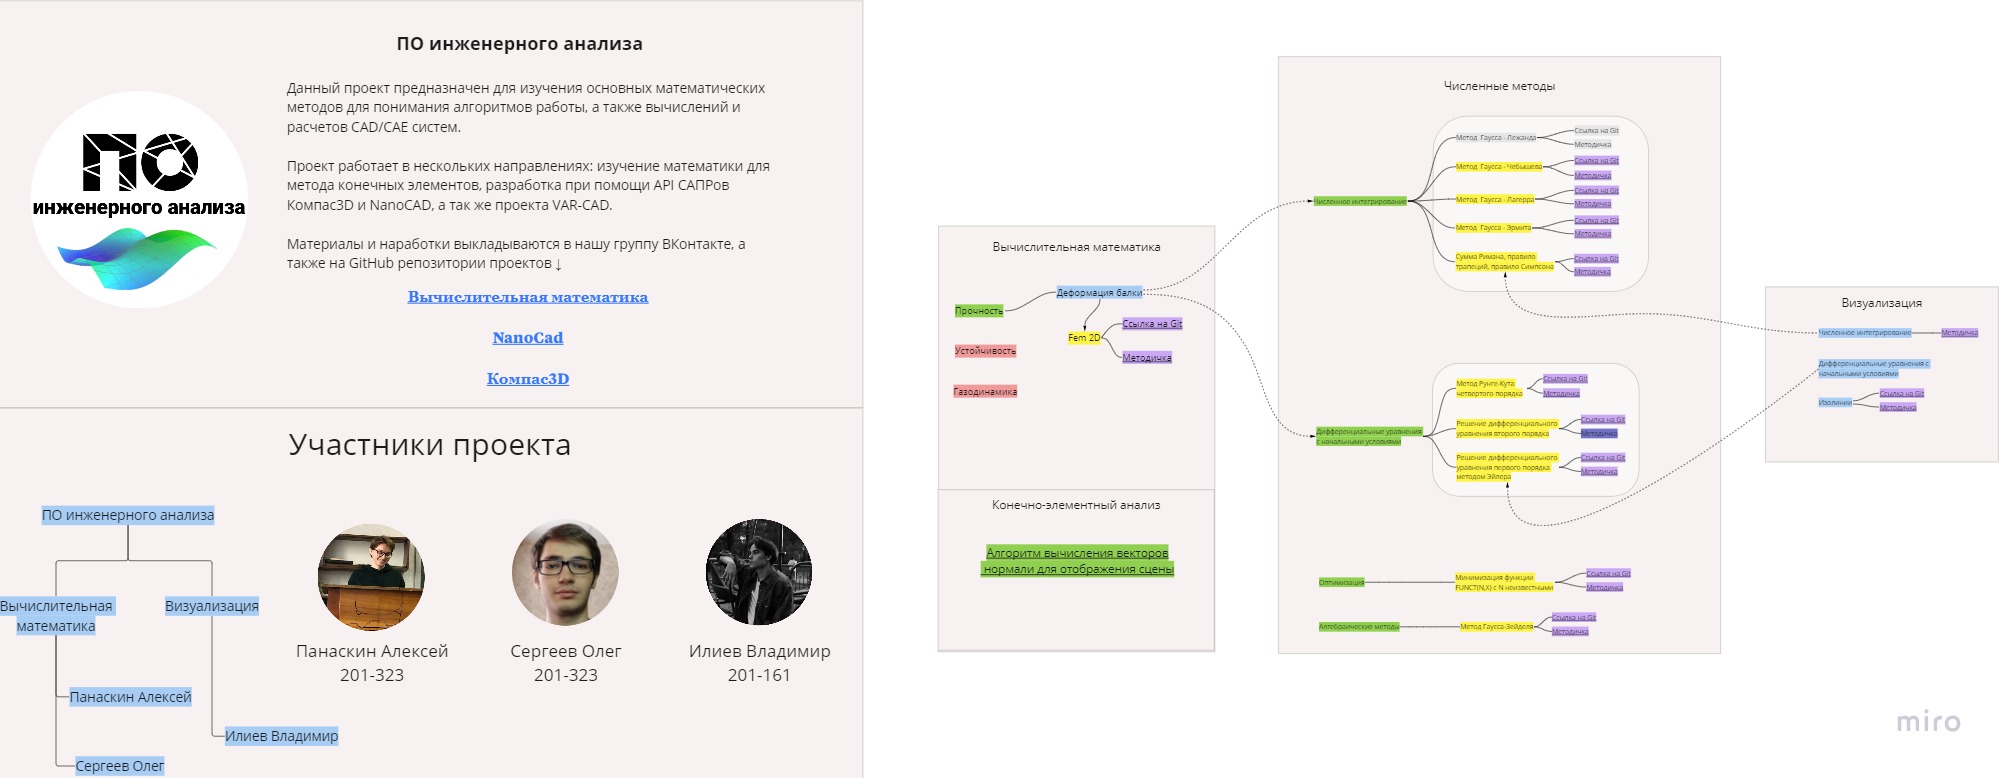 ПО инженерного анализа
ПО
инженерного анализа
Данный проект предназначен для изучения основных математических
методов для понимания алгоритмов работы, а также вычислений и
расчетов CAD/CAE систем.
Проект работает в нескольких направлениях: изучение математики для
метода конечных элементов, разработка при помощи API САПРов
Компас3D и NanoCAD, а так же проекта VAR-CAD.
Материалы и наработки выкладываются в нашу группу ВКонтакте, а
также на GitHub репозитории проектов ↓
Вычислительная математика
NanoCad
Компас3D
Участники проекта
ПО инженерного анализа
Вычислительная
математика
Визуализация
Панаскин Алексей
Илиев Владимир
Сергеев Олег
Панаскин Алексей
201-323
Сергеев Олег
201-323
Илиев Владимир
201-161
Вычислительная математика
Прочность
Устойчивость
Газодинамика
Деформация балки
Fem 2D
Ссылка на Git
Методичка
Конечно-элементный анализ
Алгоритм вычисления векторов
нормали для отображения сцены
Численные методы
Численное интегрирование
Метод Гаусса - Лежанда
Ссылка на Git
Методичка
Метод Гаусса - Чебышева
Ссылка на Git
Методичка
Метод Гаусса - Лагерра
Ссылка на Git
Методичка
Метод Гаусса - Эрмита
Ссылка на Git
Методичка
Сумма Римана, правило
трапеций, правило Симпсона
Ссылка на Git
Методичка
Дифференциальные уравнения
с начальными условиями
Метод Рунге-Кута
четвертого порядка
Ссылка на Git
Методичка
Решение дифференциального
уравнения второго порядка
Ссылка на Git
Методичка
Решение дифференциального
уравнения первого порядка
методом Эйлера
Ссылка на Git
Методичка
Оптимизация
Минимизация функции
FUNCT(N,X) с N неизвестными
Ссылка на Git
Методичка
Алгебраические методы
Метод Гаусса-Зейделя
Ссылка на Git
Методичка
Визуализация
Численное интегрирование
Методичка
Дифференциальные уравнения с
начальными условиями
Изолинии
Ссылка на Git
Методичка
miro